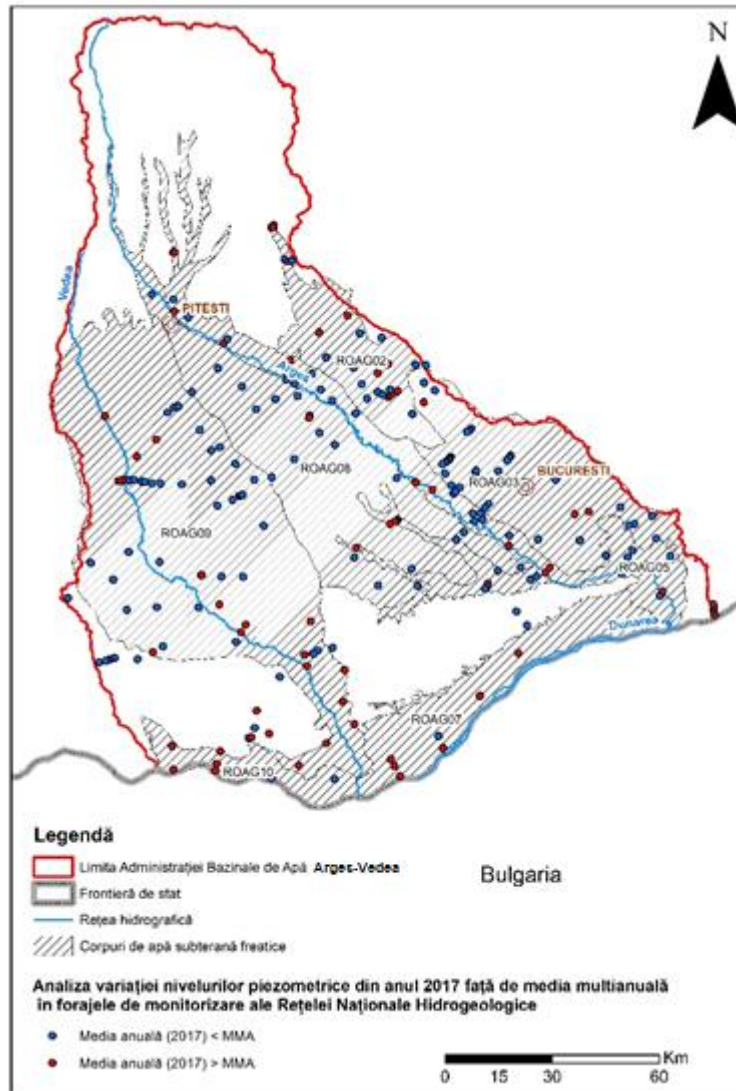 N
Vedea
PITESTI
ROAG02
Arges
ROAG08
ROAG03
BUCURESTI
ROAG09
ROAG05
Dunarea
ROAG07
ROAG10
Legendă
Limita Administrației Bazinale de Apă Arges-Vedea
Bulgaria
Frontieră de stat
Rețea hidrografică
Corpuri de apă subterană freatice
Analiza variației nivelurilor piezometrice din anul 2017 față de media multianuală
în forajele de monitorizare ale Rețelei Naționale Hidrogeologice
Media anuală (2017) < MMA
Media anuală (2017) > MMA
Km
0 15 30 60